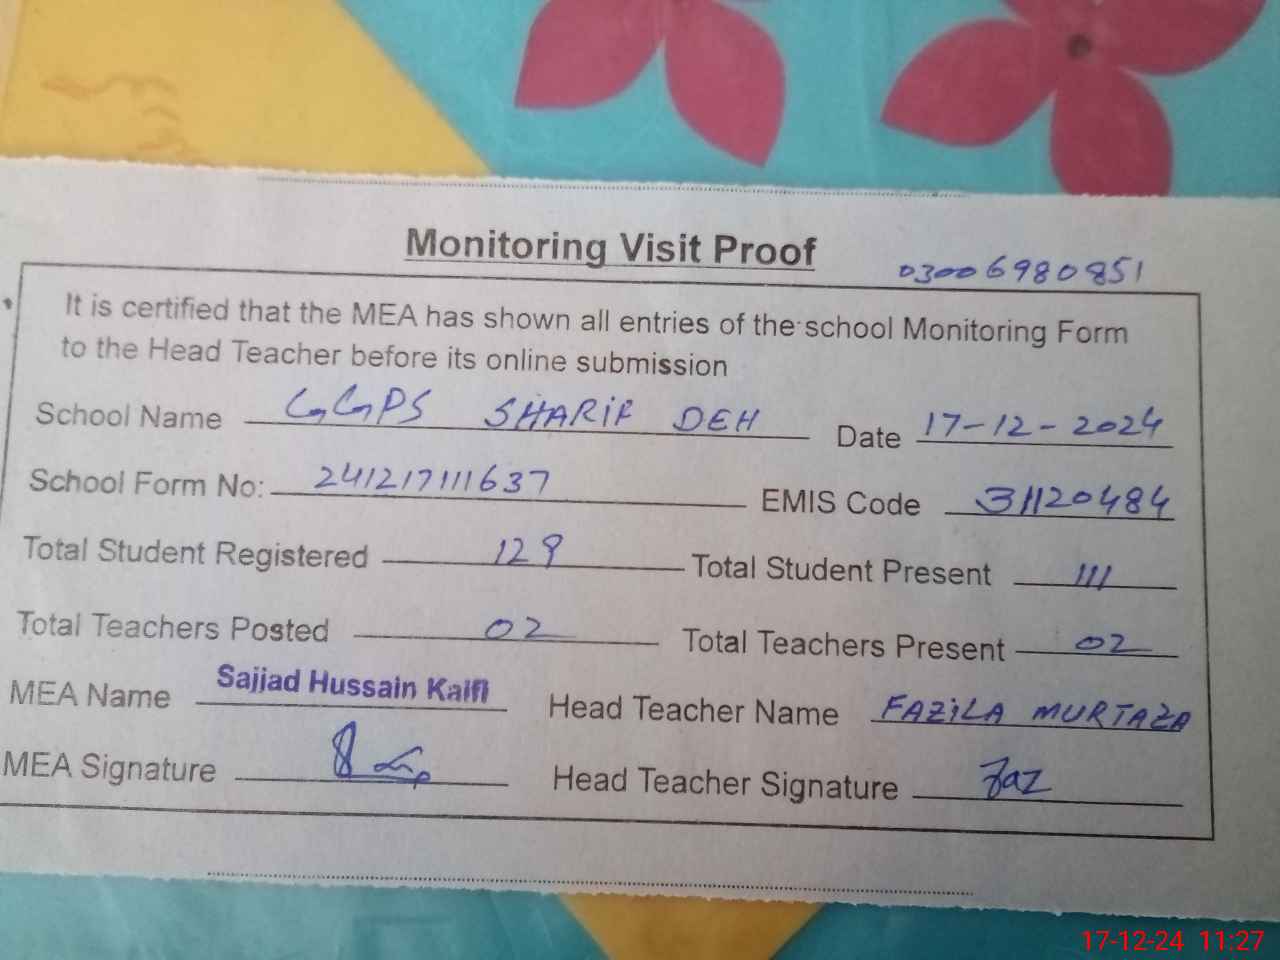 Monitoring Visit Proof
03006980851
It is certified that the MEA has shown all entries of the school Monitoring Form
to the Head Teacher before its online submission
School Name GGPS SHARIF DEH Date 17-12-2024
School Form No: 241217111637 EMIS Code 31120484
Total Student Registered 129 Total Student Present 111
Total Teachers Posted 02 Total Teachers Present 02
MEA Name Sajjad Hussain Kaifi Head Teacher Name FAZILA MURTAZA
MEA Signature Head Teacher Signature Faz
17-12-24 11:27